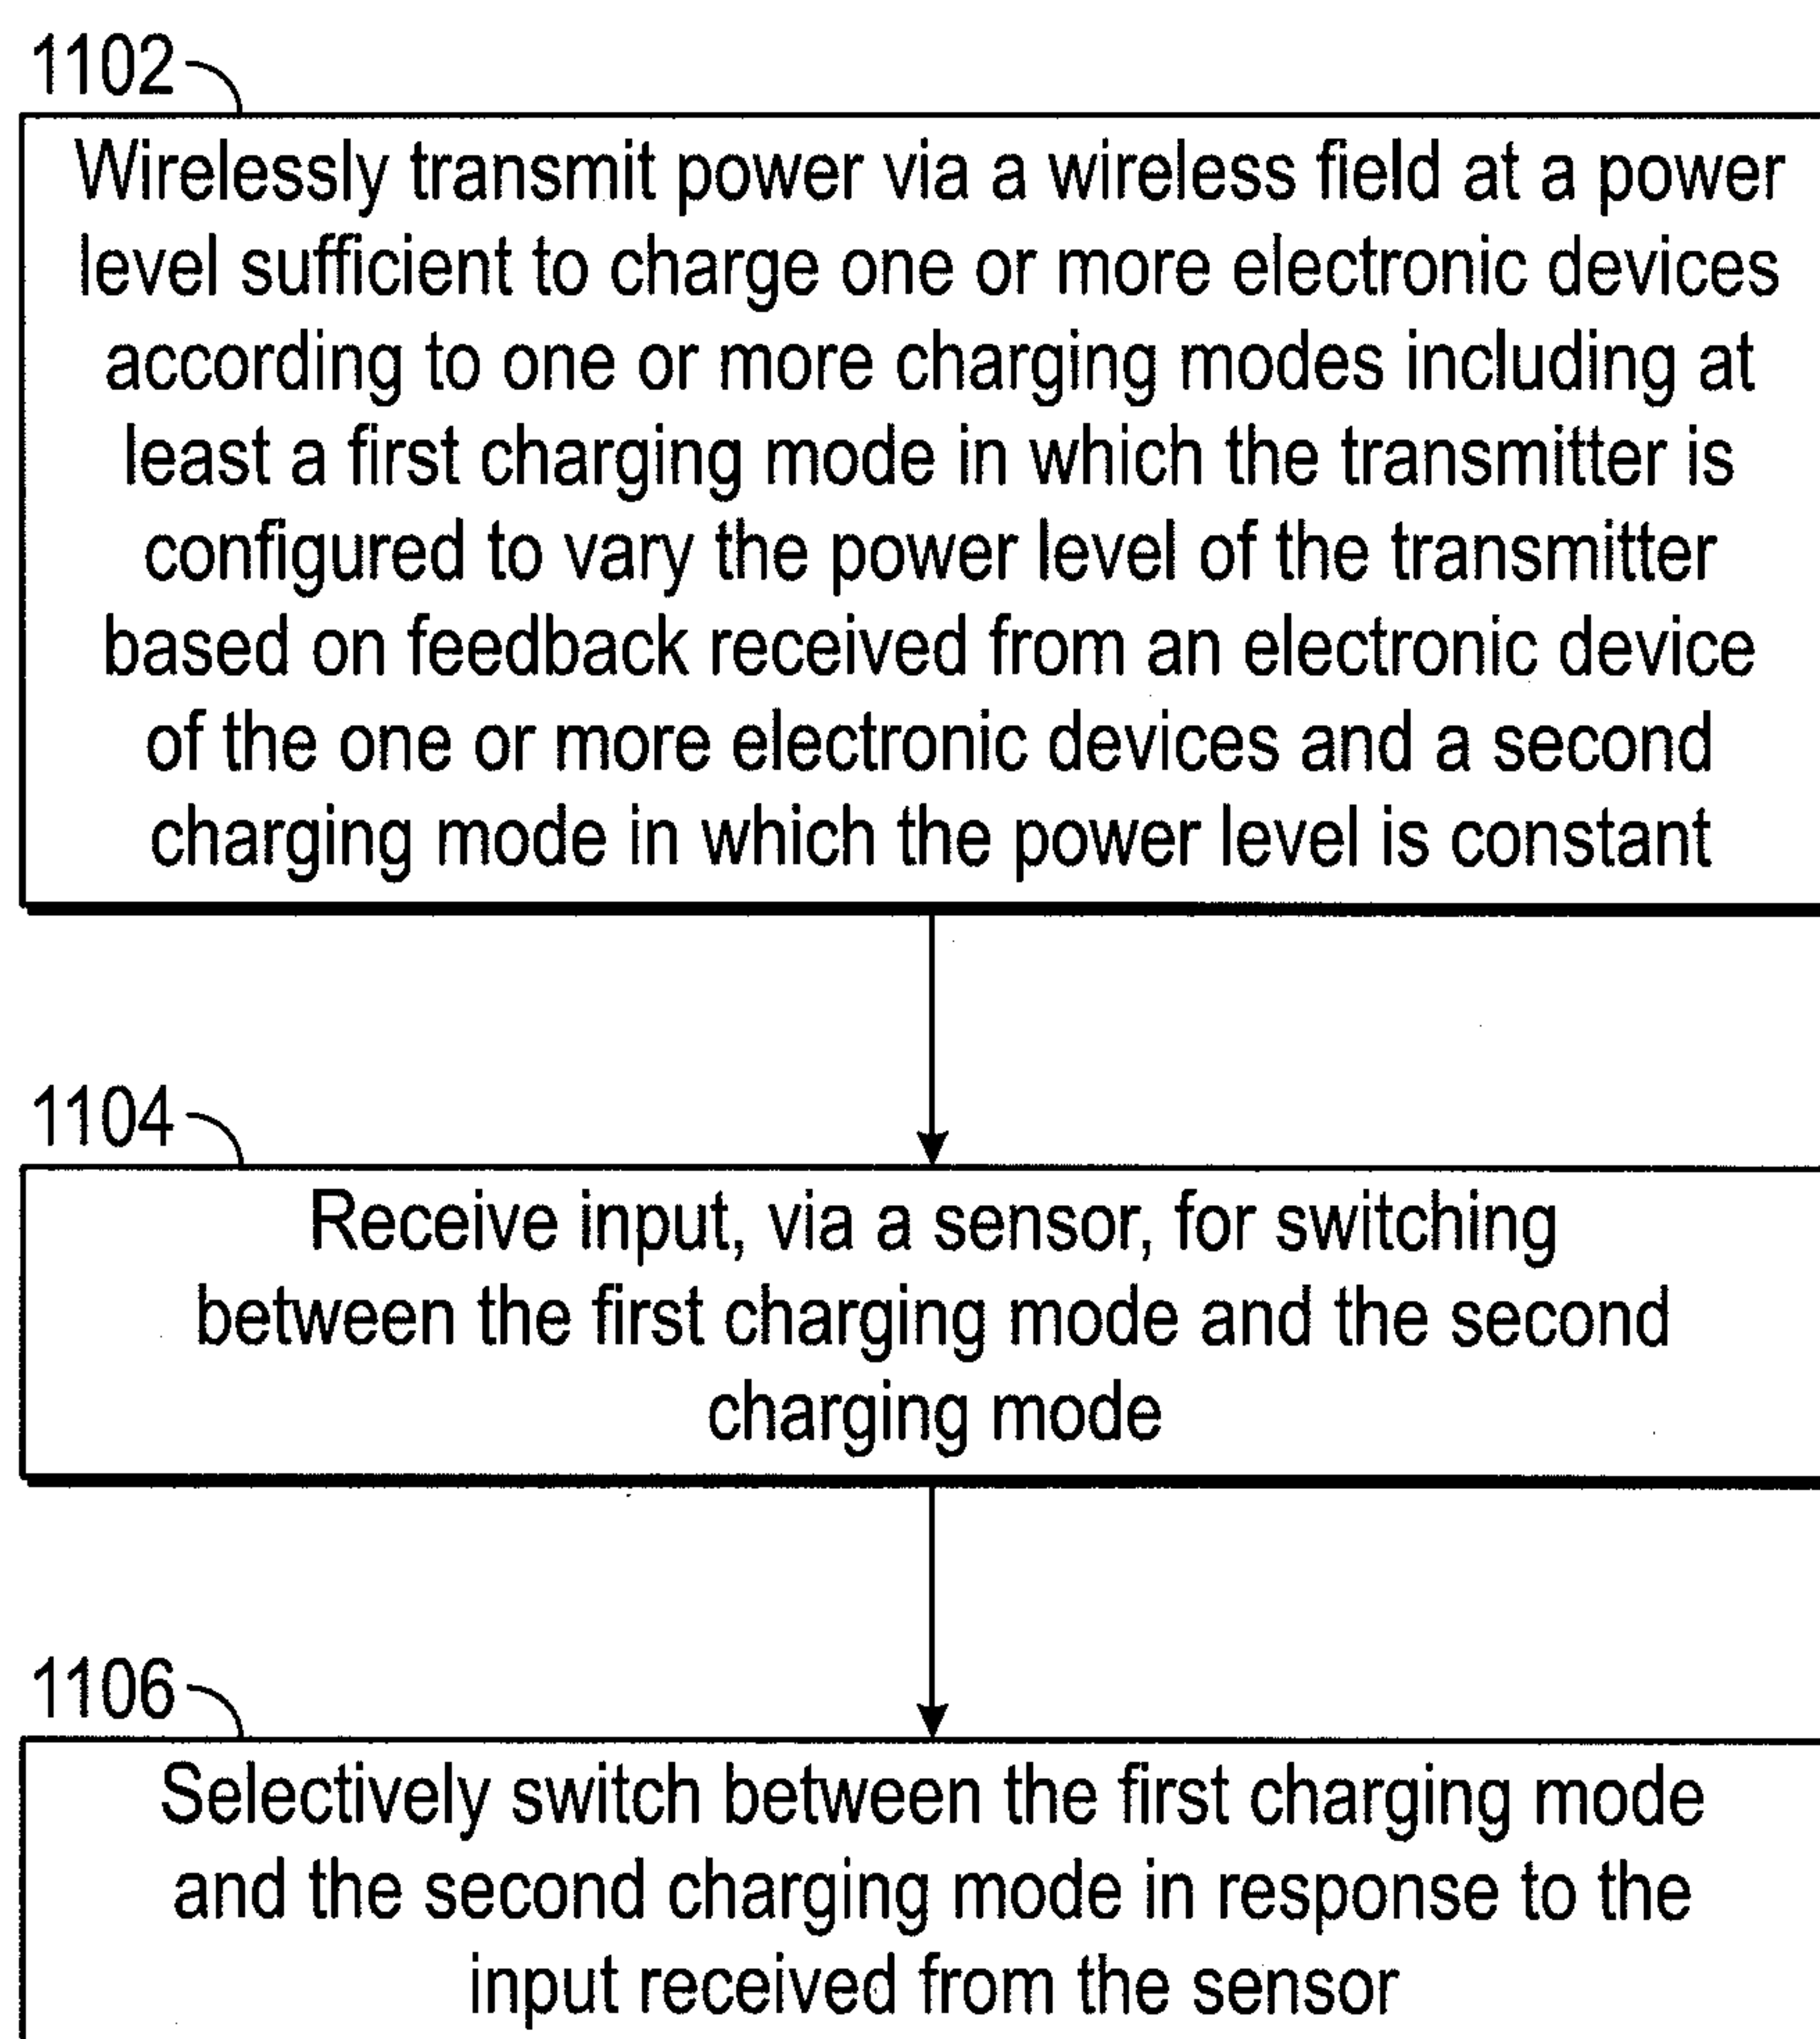 1102
Wirelessly transmit power via a wireless field at a power
level sufficient to charge one or more electronic devices
according to one or more charging modes including at
least a first charging mode in which the transmitter is
configured to vary the power level of the transmitter
based on feedback received from an electronic device
of the one or more electronic devices and a second
charging mode in which the power level is constant
1104
Receive input, via a sensor, for switching
between the first charging mode and the second
charging mode
1106
Selectively switch between the first charging mode
and the second charging mode in response to the
input received from the sensor